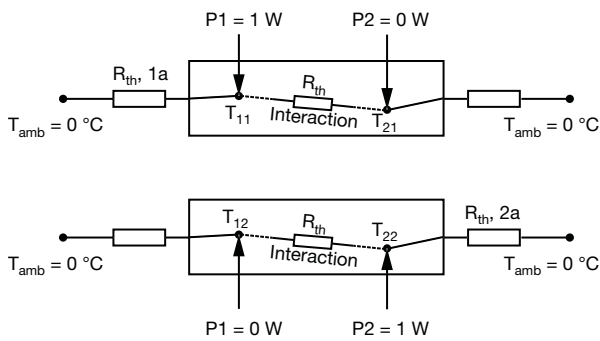 P1 = 1 W
P2 = 0 W
Rth, 1a
Rth
Interaction
T11
T21
Tamb = 0 °C
Tamb = 0 °C
T12
Rth
Interaction
T22
Rth, 2a
Tamb = 0 °C
Tamb = 0 °C
P1 = 0 W
P2 = 1 W